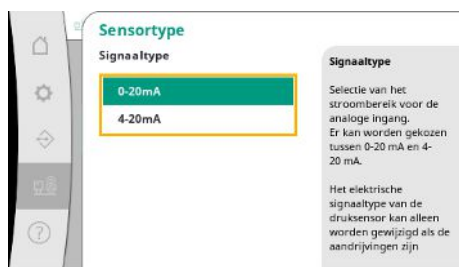 Sensortype
Signaaltype
0-20mA
4-20mA
Signaaltype
Selectie van het
stroombereik voor de
analoge ingang.
Er kan worden gekozen
tussen 0-20 mA en 4-
20 mA.
Het elektrische
signaaltype van de
druksensor kan alleen
worden gewijzigd als de
aandrijvingen zijn